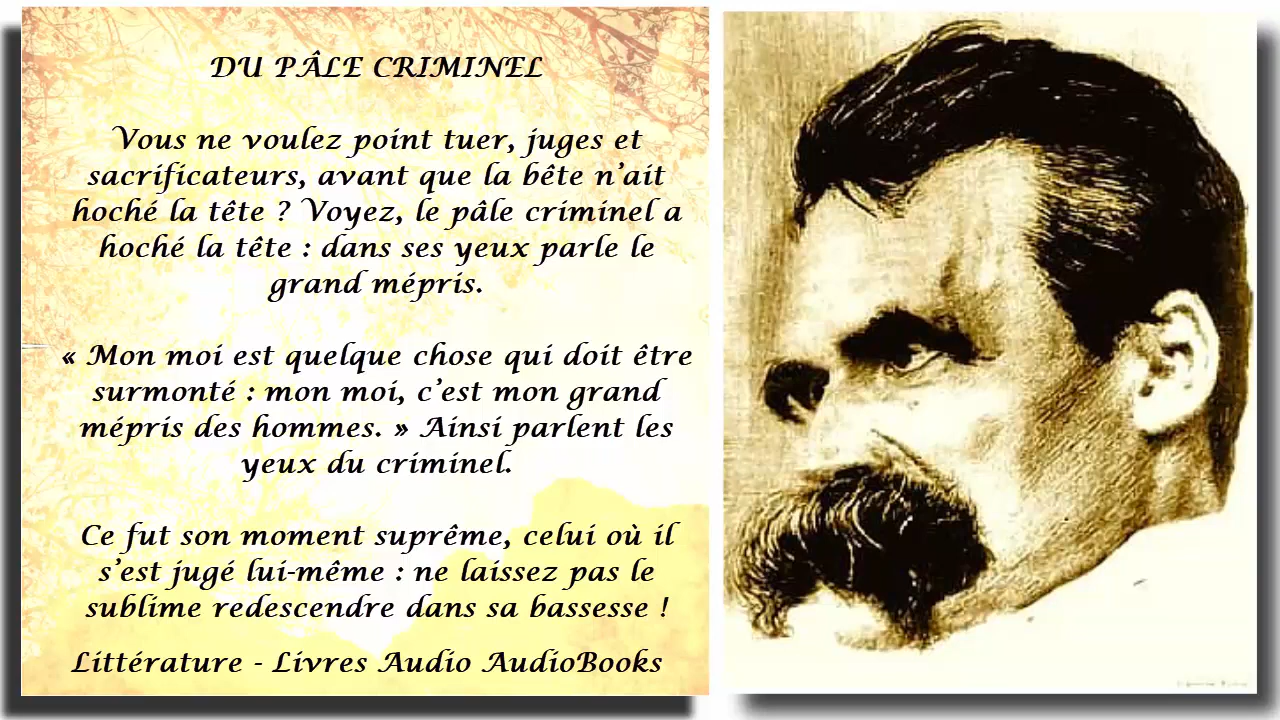 DU PÂLE CRIMINEL
Vous ne voulez point tuer, juges et
sacrificateurs, avant que la bête n’ait
hoché la tête ? Voyez, le pâle criminel a
hoché la tête : dans ses yeux parle le
grand mépris.
« Mon moi est quelque chose qui doit être
surmonté : mon moi, c’est mon grand
mépris des hommes. » Ainsi parlent les
yeux du criminel.
Ce fut son moment suprême, celui où il
s’est jugé lui-même : ne laissez pas le
sublime redescendre dans sa bassesse !
Littérature - Livres Audio AudioBooks